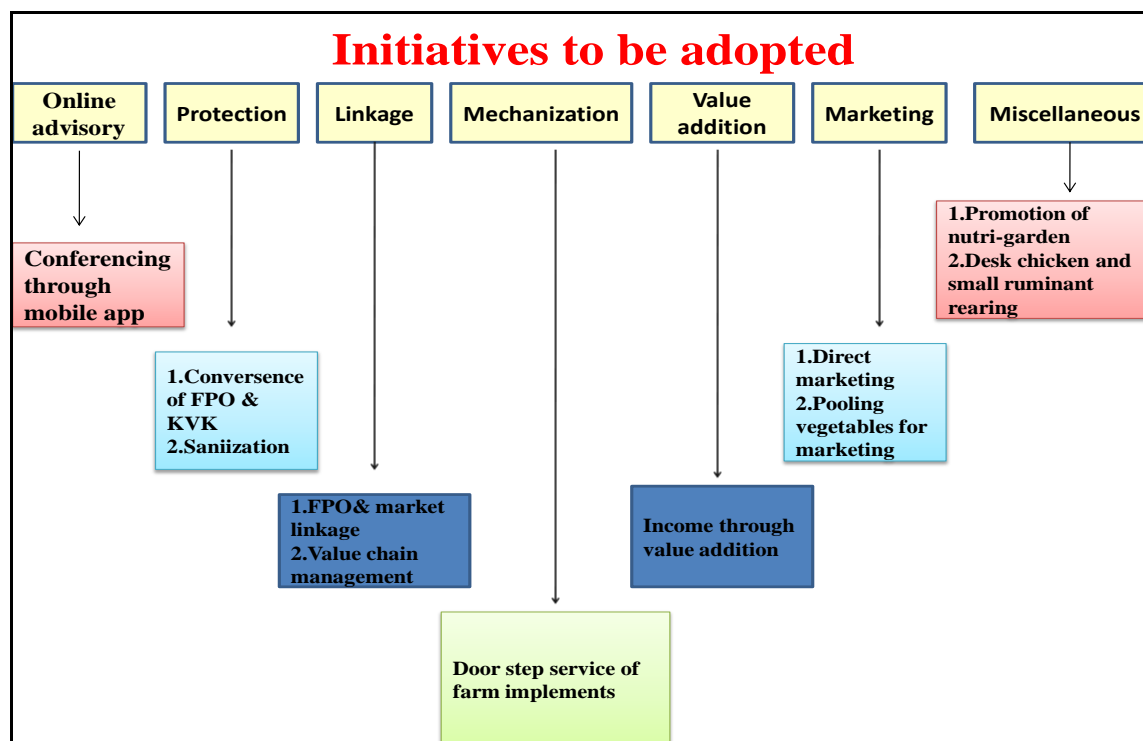 Initiatives to be adopted
Online
advisory
Protection
Linkage
Mechanization
Value
addition
Marketing
Miscellaneous
Conferencing
through
mobile app
1.Conversence
of FPO &
KVK
2.Saniization
1.FPO& market
linkage
2.Value chain
management
Door step service of
farm implements
Income through
value addition
1.Direct
marketing
2.Pooling
vegetables for
marketing
1.Promotion of
nutri-garden
2.Desk chicken and
small ruminant
rearing